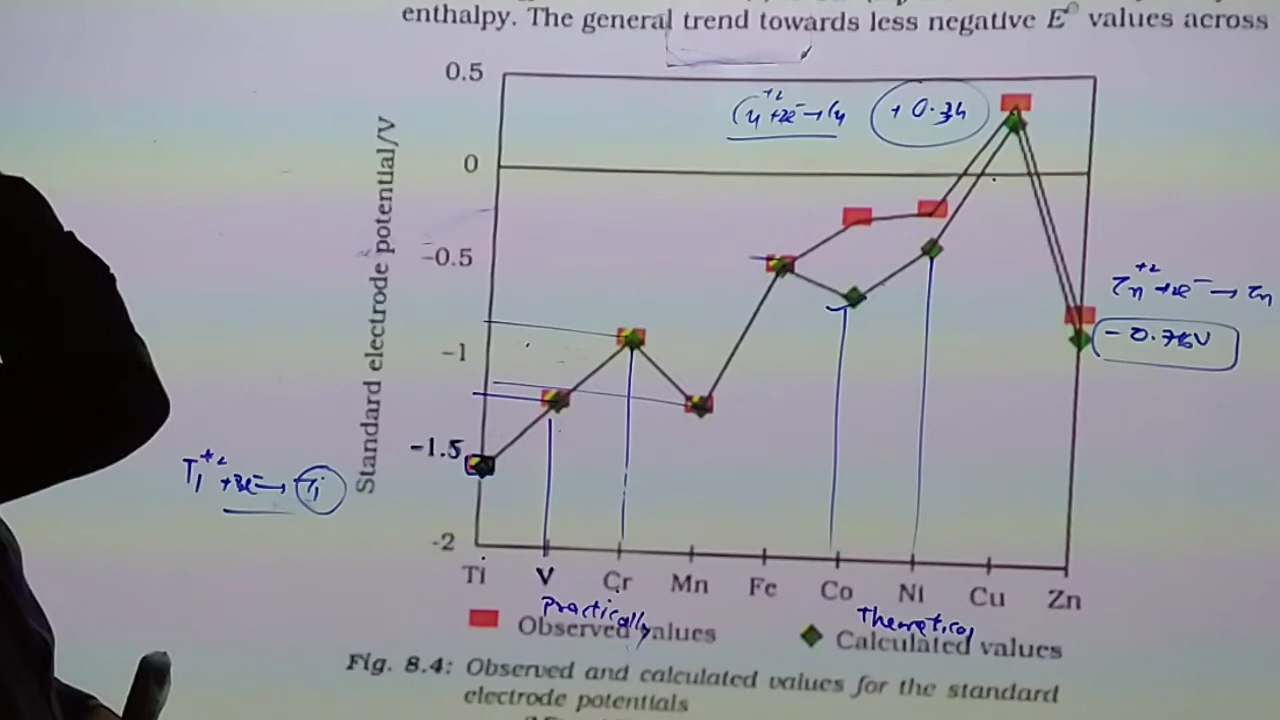 enthalpy. The general trend towards less negative E⊖ values across
0.5
Cu⁺² + 2e⁻ → Cu
+ 0.34
0
-0.5
-1
-1.5
-2
Standard electrode potential/V
Zn⁺² + 2e⁻ → Zn
- 0.76V
Ti⁺² + 2e⁻ → Ti
Ti V Cr Mn Fe Co Ni Cu Zn
Practically
Theoretical
Observed values
Calculated values
Fig. 8.4: Observed and calculated values for the standard
electrode potentials